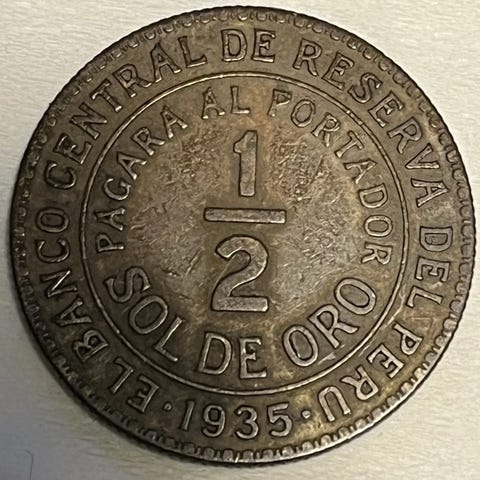 EL BANCO CENTRAL DE RESERVA DEL PERU
PAGARA AL PORTADOR
1
2
SOL DE ORO
· 1935 ·